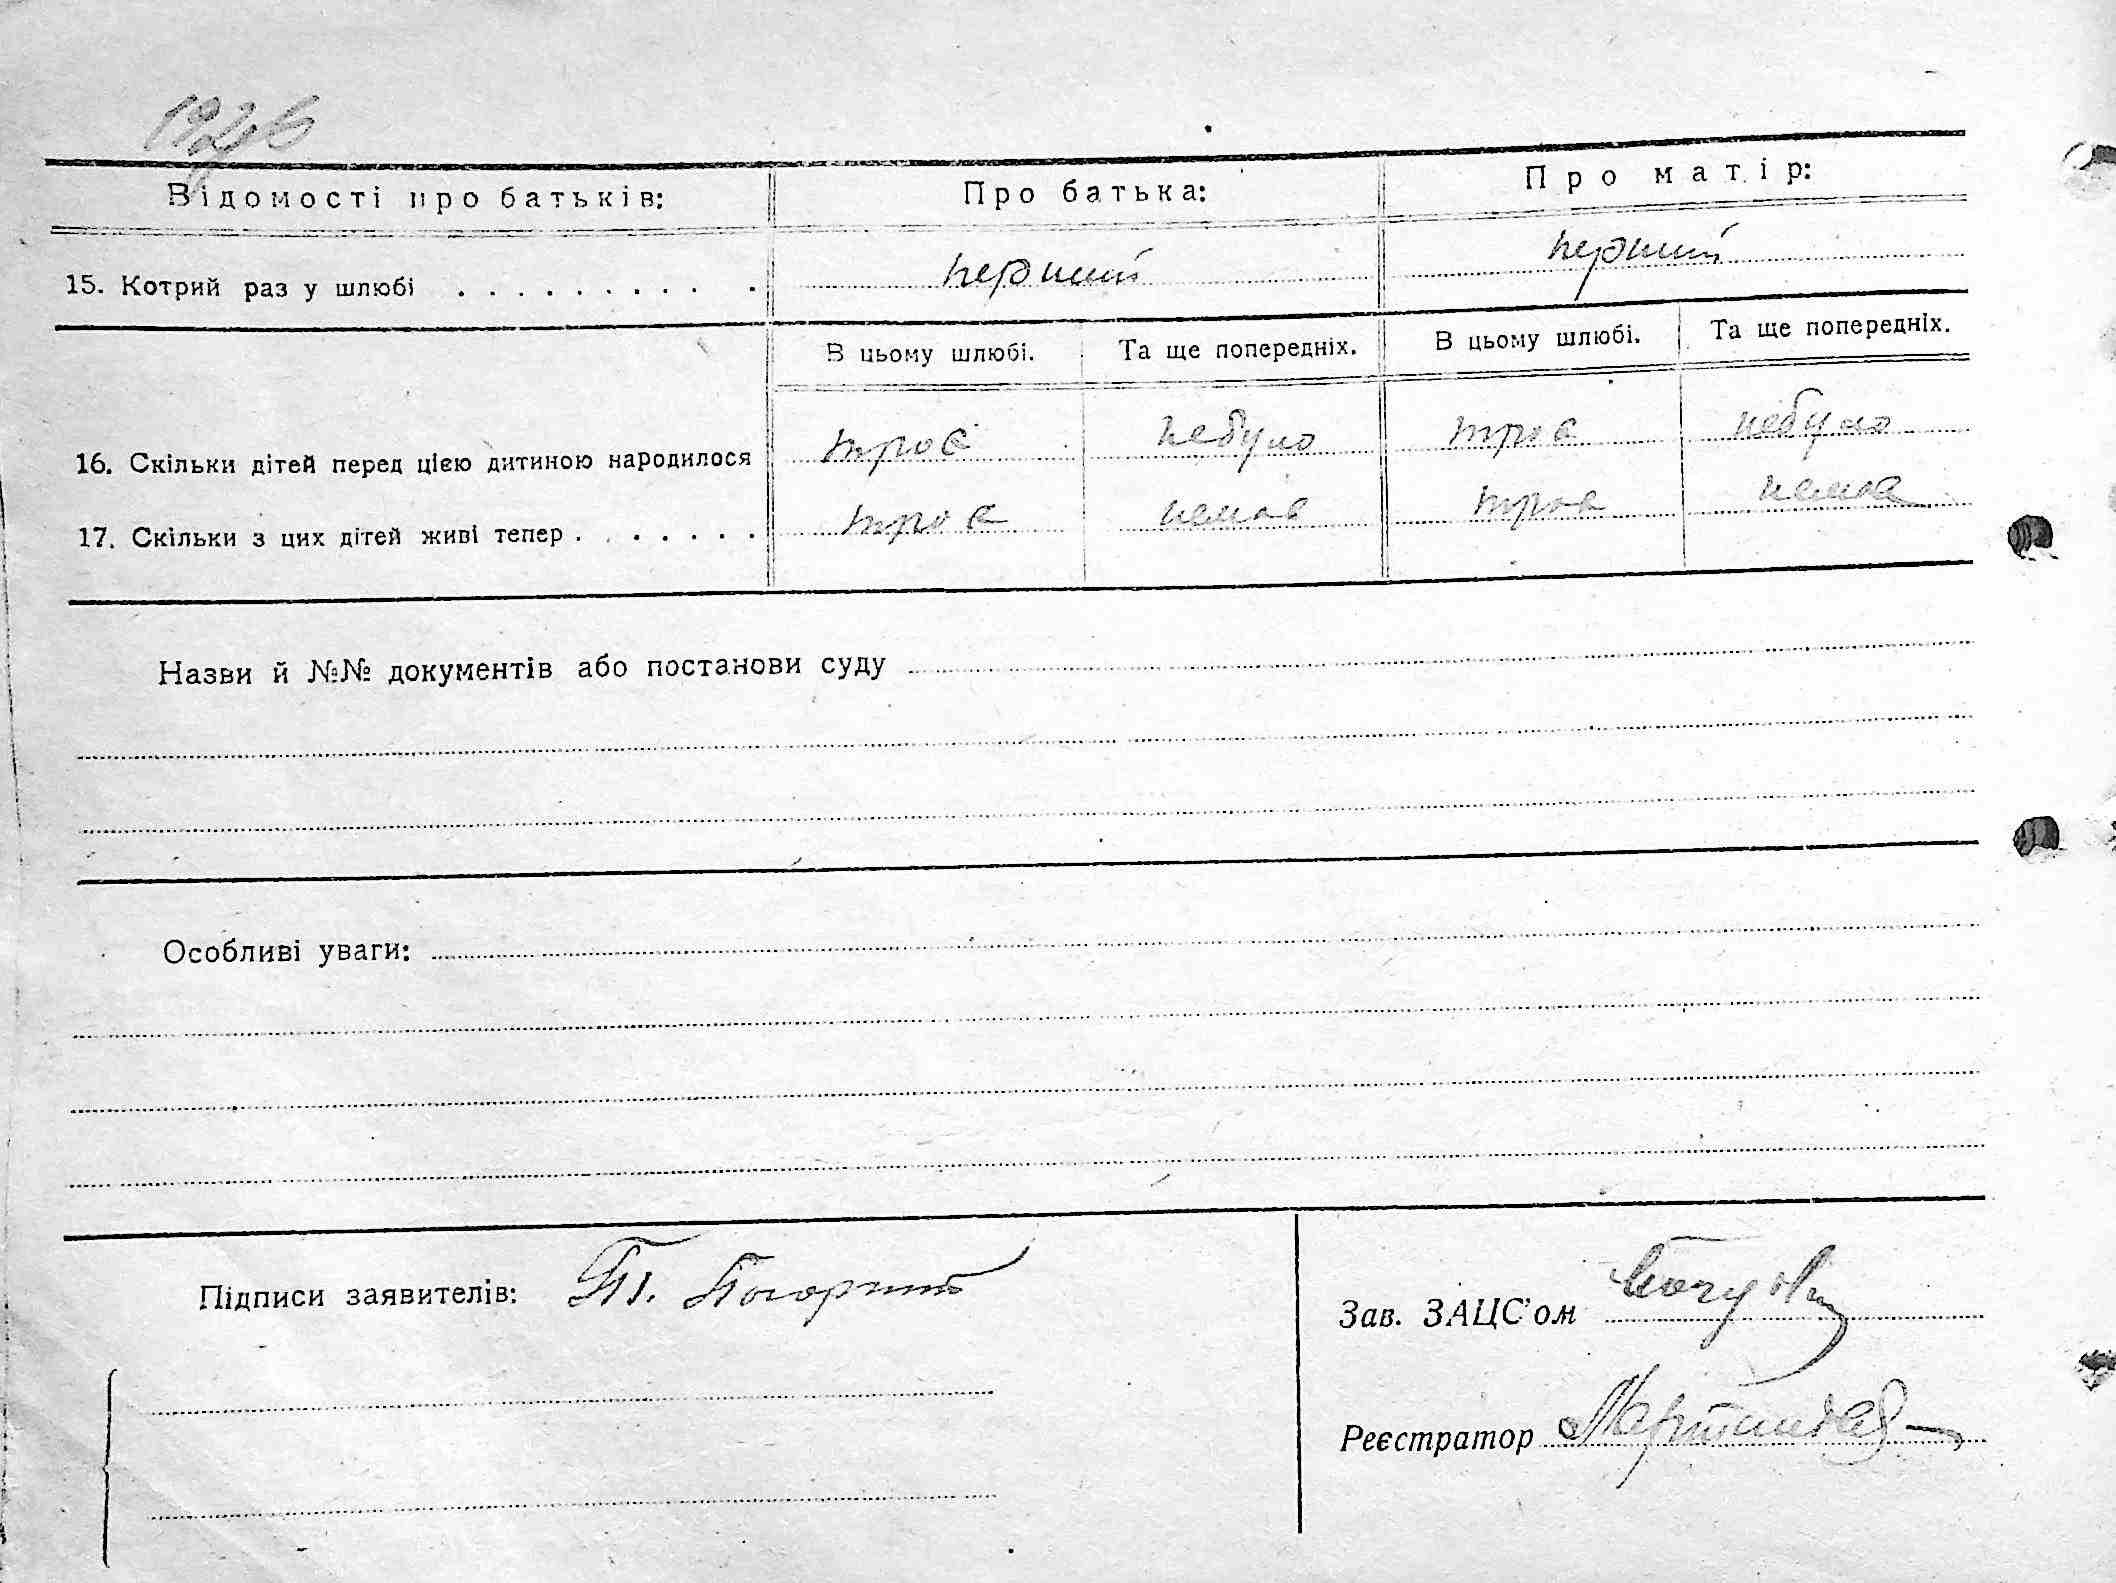 Відомості про батьків: Про батька: Про матір:
15. Котрий раз у шлюбі . . . . . . . . . . перший перший
В цьому шлюбі. Та ще попередніх. В цьому шлюбі. Та ще попередніх.
16. Скільки дітей перед цією дитиною народилося троє небуло троє небуло
17. Скільки з цих дітей живі тепер . . . . . . . троє немає троє немає
Назви й №№ документів або постанови суду
Особливі уваги:
Підписи заявителів:
Зав. ЗАЦС'ом
Реєстратор